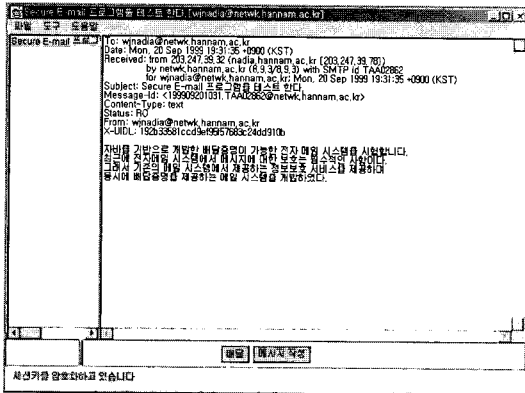 Secure E-mail 프로그램을 테스트 한다. [wjnadia@netwk.hannam.ac.kr]
파일 도구 도움말
Secure E-mail 프로그
To: wjnadia@netwk.hannam.ac.kr
Date: Mon, 20 Sep 1999 19:31:35 +0900 (KST)
Received: from 203,247,39,32 (nadia,hannam,ac,kr [203,247,39,78])
by netwk,hannam,ac,kr (8,9,3/8,9,3) with SMTP id TAA02862
for wjnadia@netwk,hannam,ac,kr; Mon, 20 Sep 1999 19:31:35 +0900 (KST)
Subject: Secure E-mail 프로그램을 테스트 한다.
Message-Id: <199909201031,TAA02862@netwk,hannam,ac,kr>
Content-Type: text
Status: RO
From: wjnadia@netwk,hannam,ac,kr
X-UIDL:
자바를 기반으로 개발한 배달증명이 가능한 전자 메일 시스템을 시험합니다.
최근에 전자메일 시스템에서 메시지에 대한 보호는 필수적인 사항이다.
그래서 기존의 메일 시스템에서 제공하는 정보보호 서비스를 제공하며
동시에 배달증명을 제공하는 메일 시스템을 개발하였다.
배달 메시지 작성
세션키를 암호화하고 있습니다